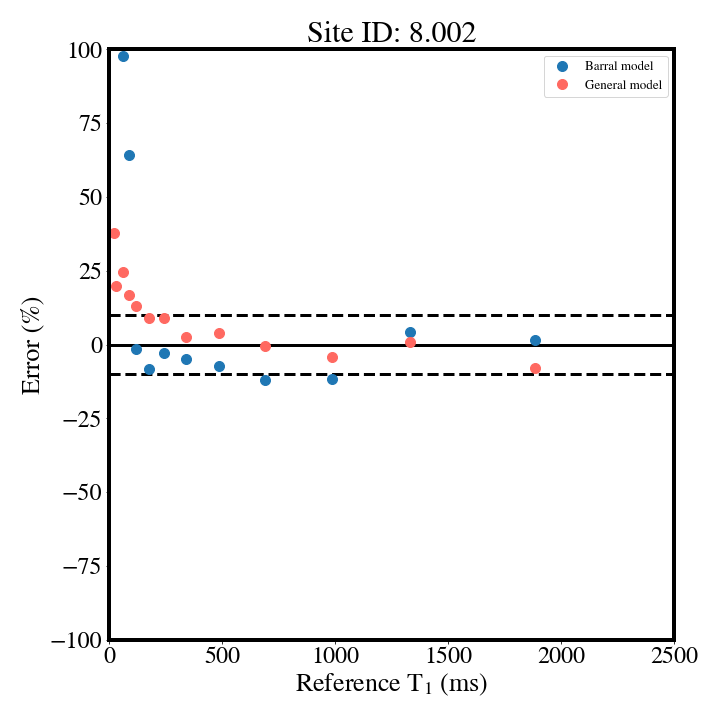 Site ID: 8.002
Barral model
General model
100
75
50
25
0
−25
−50
−75
−100
Error (%)
0 500 1000 1500 2000 2500
Reference T₁ (ms)